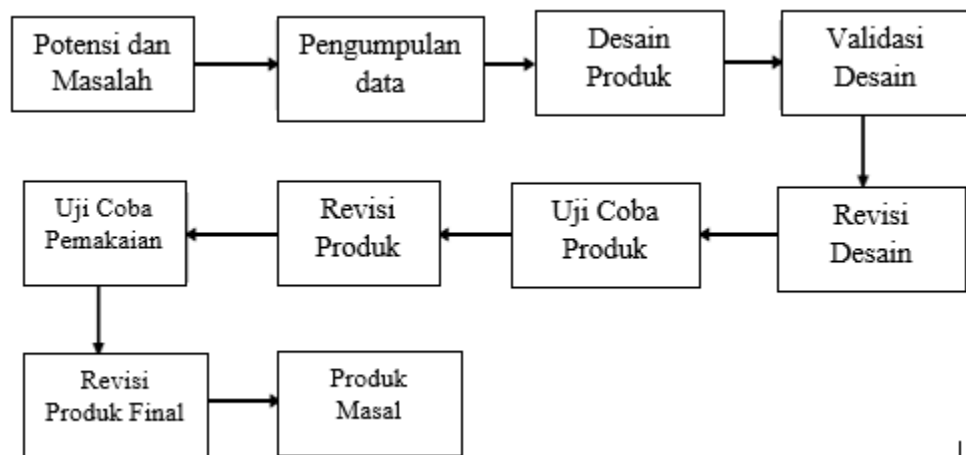 Potensi dan
Masalah
Pengumpulan
data
Desain
Produk
Validasi
Desain
Revisi
Desain
Uji Coba
Produk
Revisi
Produk
Uji Coba
Pemakaian
Revisi
Produk Final
Produk
Masal